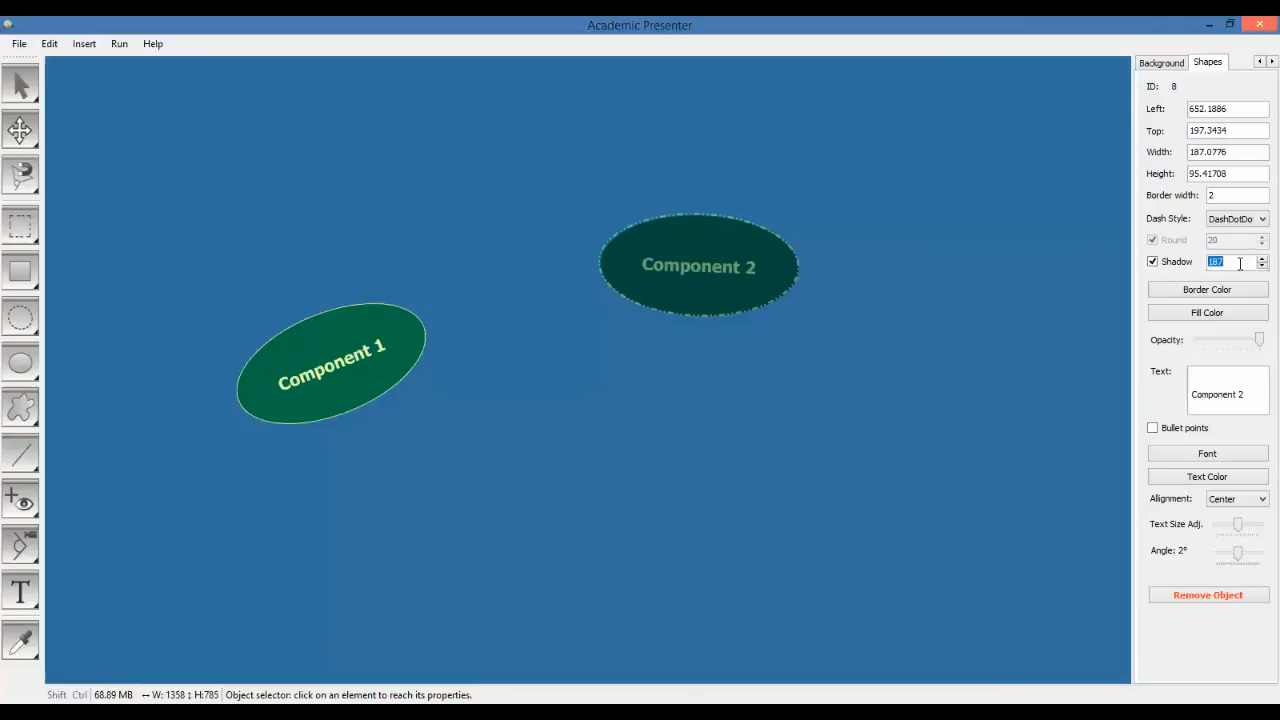 Academic Presenter
File Edit Insert Run Help
Background Shapes
ID: 8
Left: 652.1886
Top: 197.3434
Width: 187.0776
Height: 95.41708
Border width: 2
Dash Style: DashDotDo
Round 20
Shadow 187
Border Color
Fill Color
Opacity:
Text: Component 2
Bullet points
Font
Text Color
Allignment: Center
Text Size Adj.
Angle: 2°
Remove Object
Component 2
Component 1
T
Shift Ctrl 68.89 MB W: 1358 H:785 Object selector: click on an element to reach its properties.